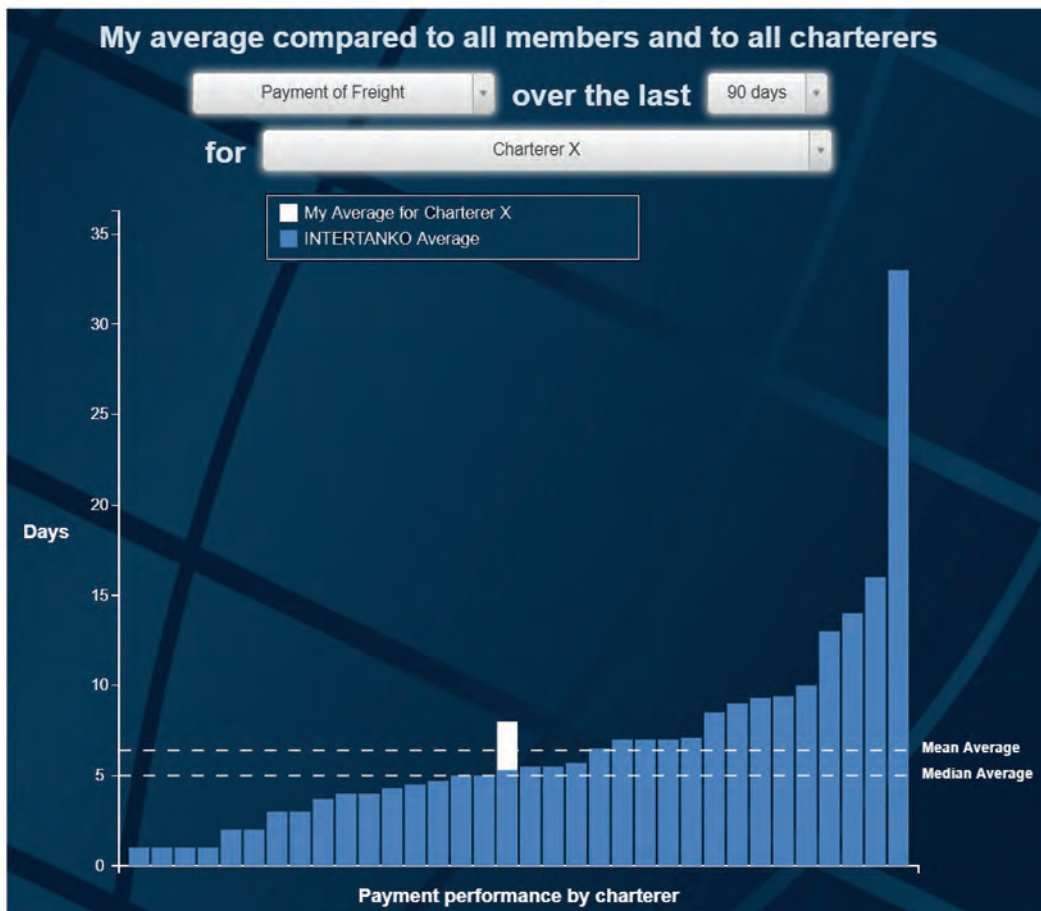 My average compared to all members and to all charterers
Payment of Freight over the last 90 days
for Charterer X
My Average for Charterer X
INTERTANKO Average
35
30
25
20
Days
15
10
Mean Average
5
Median Average
0
Payment performance by charterer